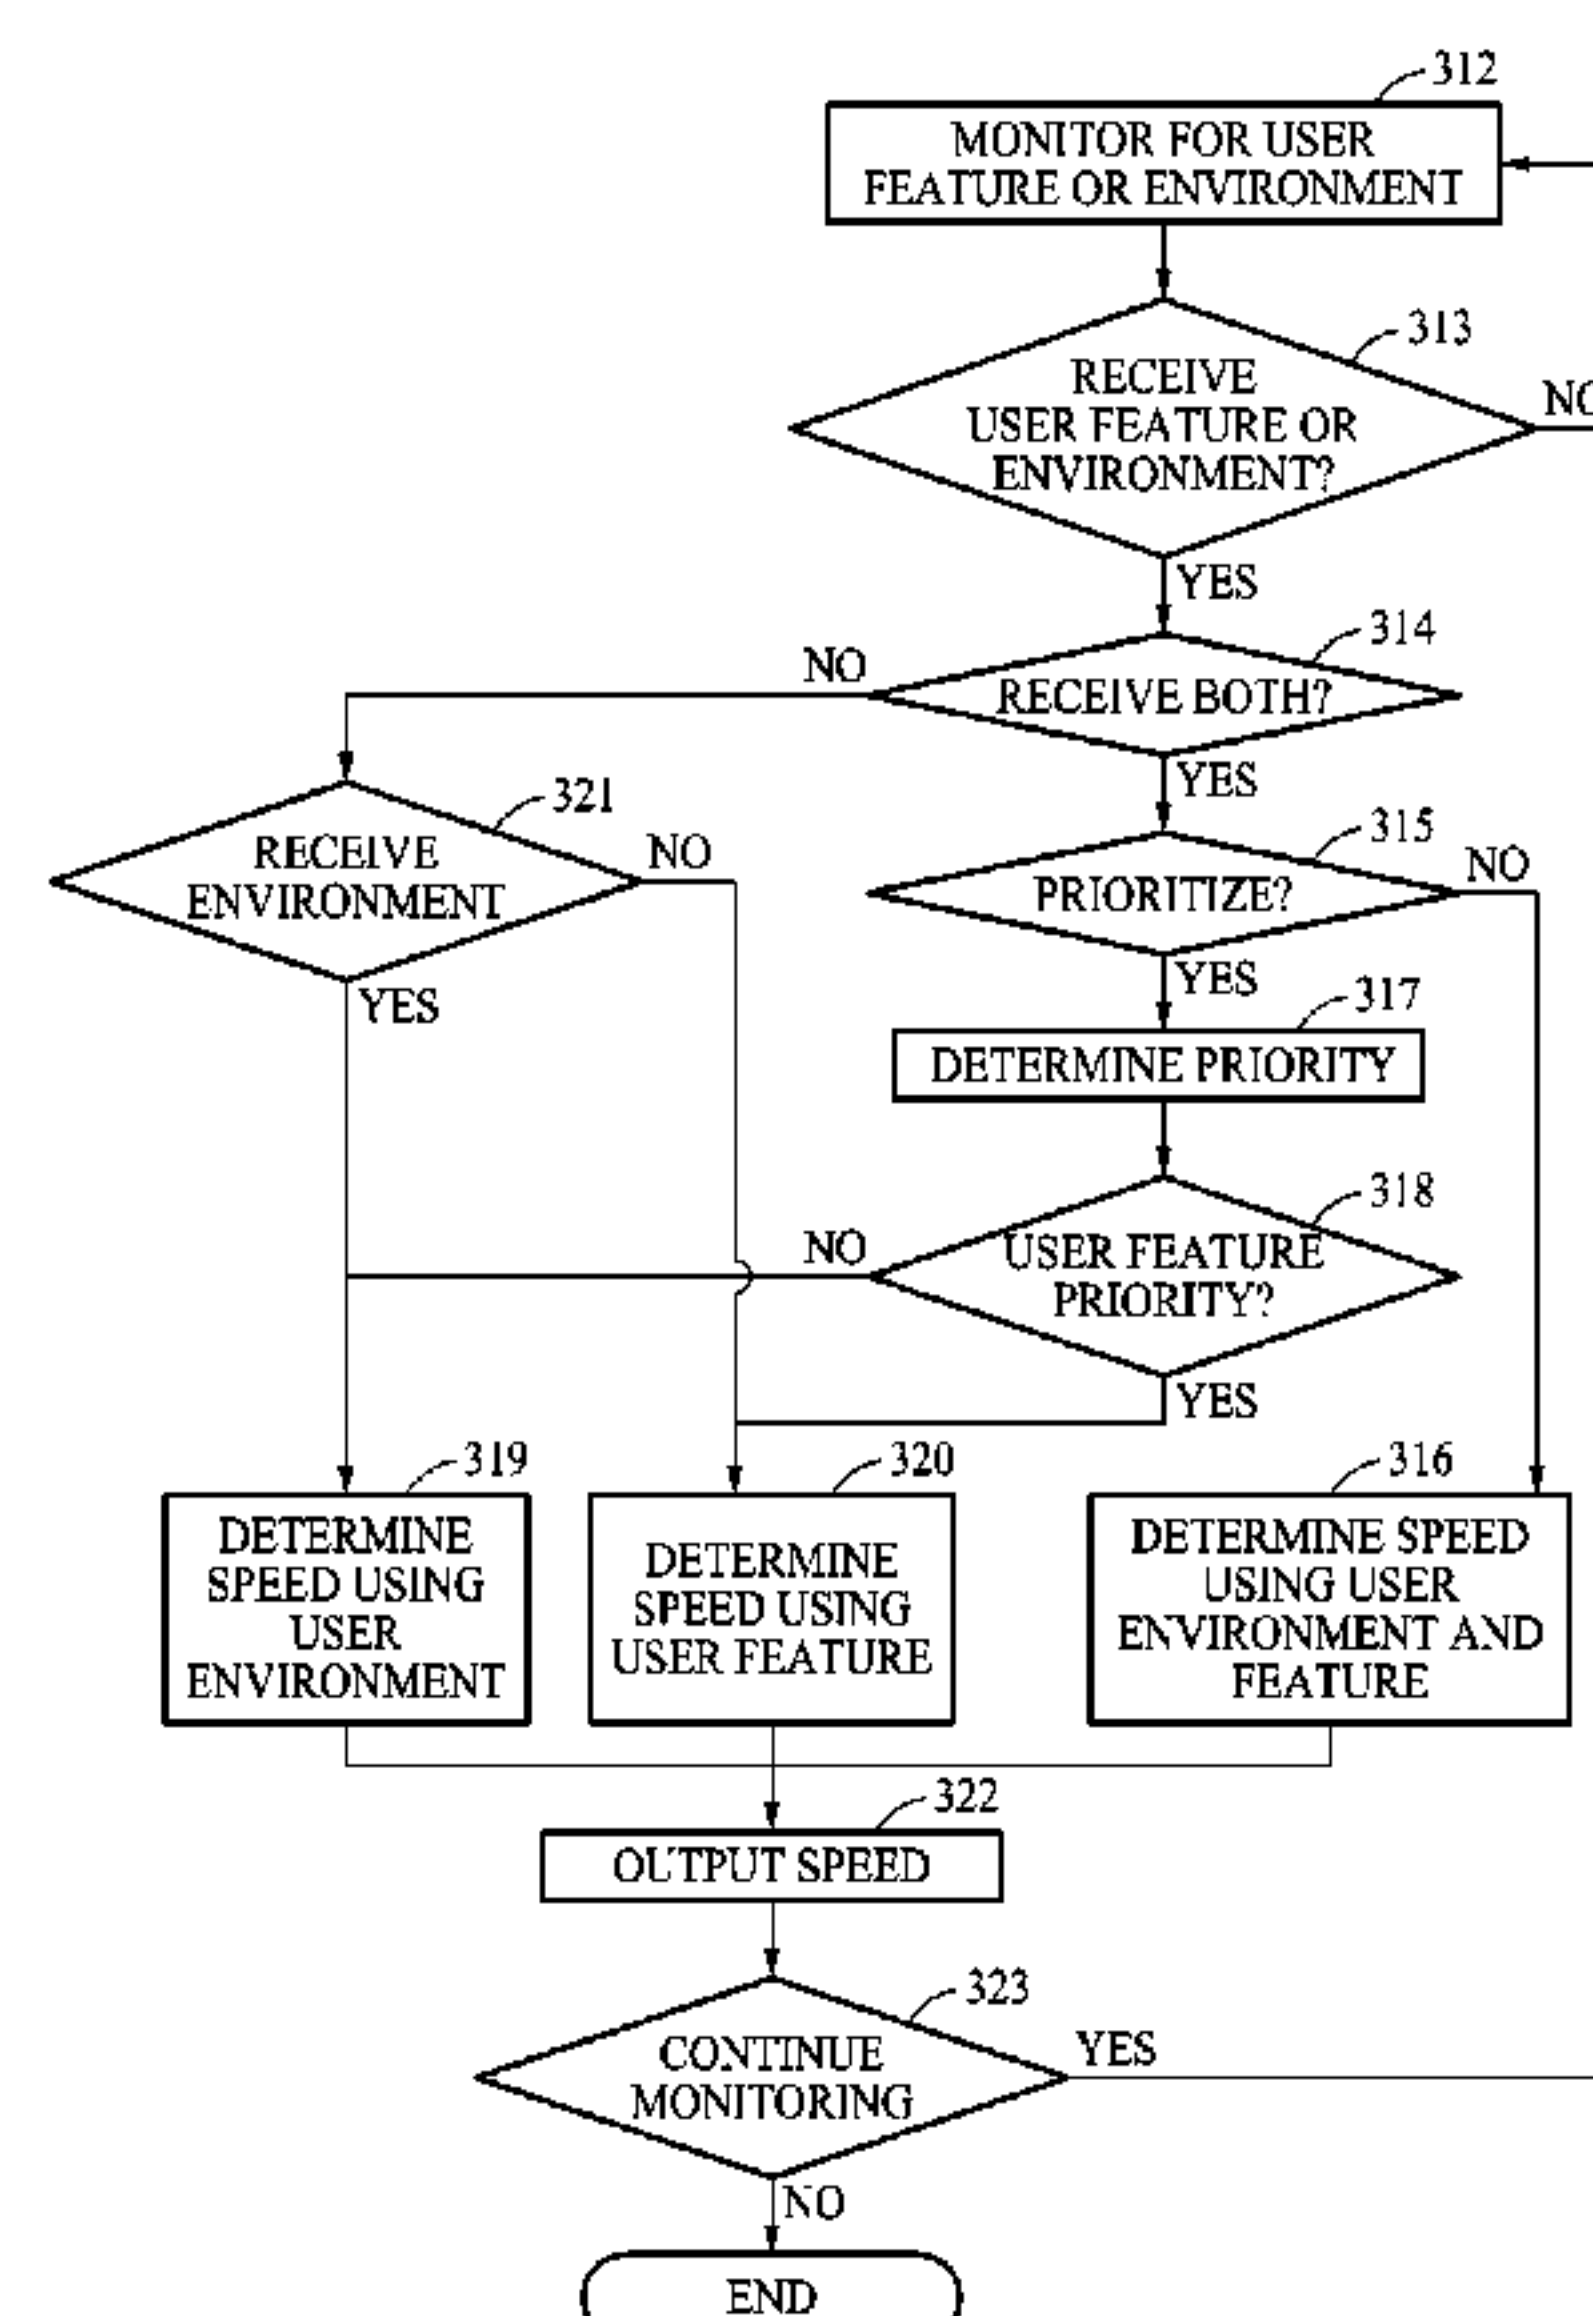 312
MONITOR FOR USER
FEATURE OR ENVIRONMENT
313
RECEIVE
USER FEATURE OR
ENVIRONMENT?
NO
YES
314
NO
RECEIVE BOTH?
YES
321
RECEIVE
ENVIRONMENT
NO
YES
315
PRIORITIZE?
NO
YES
317
DETERMINE PRIORITY
318
NO
USER FEATURE
PRIORITY?
YES
319
DETERMINE
SPEED USING
USER
ENVIRONMENT
320
DETERMINE
SPEED USING
USER FEATURE
316
DETERMINE SPEED
USING USER
ENVIRONMENT AND
FEATURE
322
OUTPUT SPEED
323
CONTINUE
MONITORING
YES
NO
END